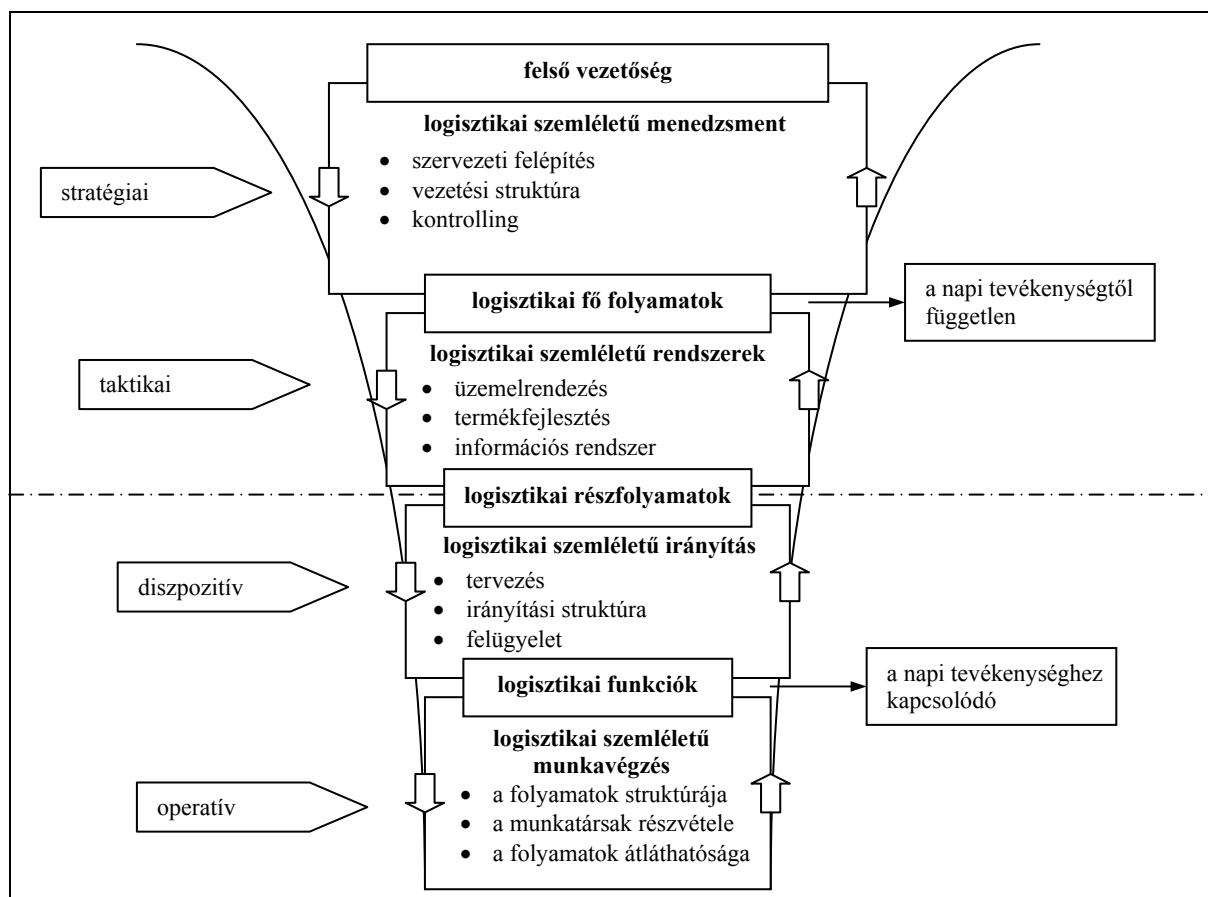 felső vezetőség
logisztikai szemléletű menedzsment
• szervezeti felépítés
• vezetési struktúra
• kontrolling
stratégiai
logisztikai fő folyamatok
a napi tevékenységtől
független
logisztikai szemléletű rendszerek
• üzemelrendezés
• termékfejlesztés
• információs rendszer
taktikai
logisztikai részfolyamatok
logisztikai szemléletű irányítás
• tervezés
• irányítási struktúra
• felügyelet
diszpozitív
logisztikai funkciók
a napi tevékenységhez
kapcsolódó
logisztikai szemléletű
munkavégzés
• a folyamatok struktúrája
• a munkatársak részvétele
• a folyamatok átláthatósága
operatív